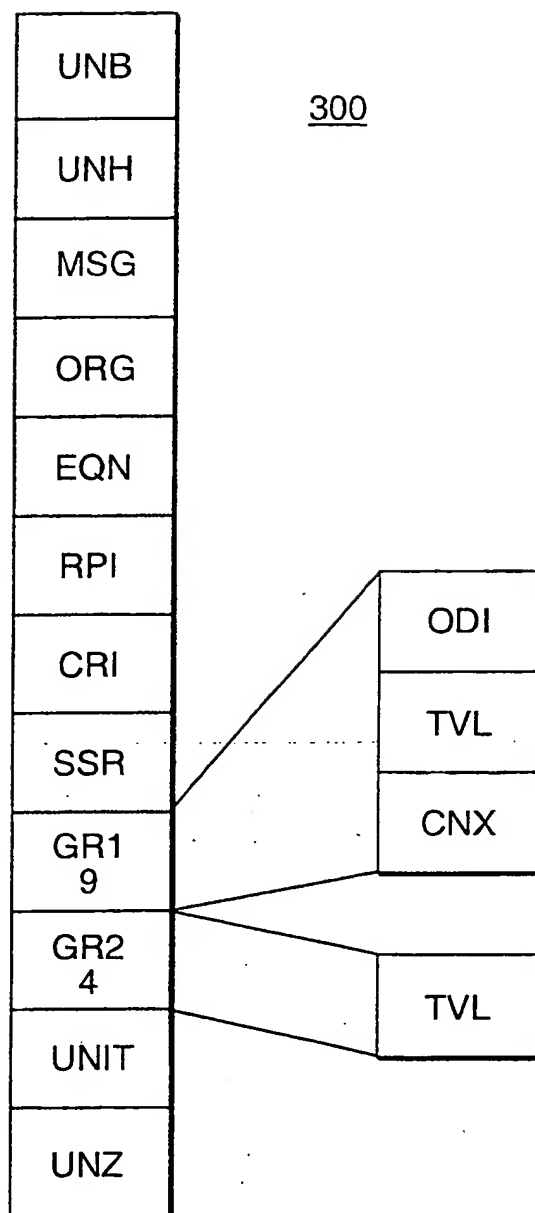 300
UNB
UNH
MSG
ORG
EQN
RPI
CRI
SSR
GR1
9
GR2
4
UNIT
UNZ
ODI
TVL
CNX
TVL